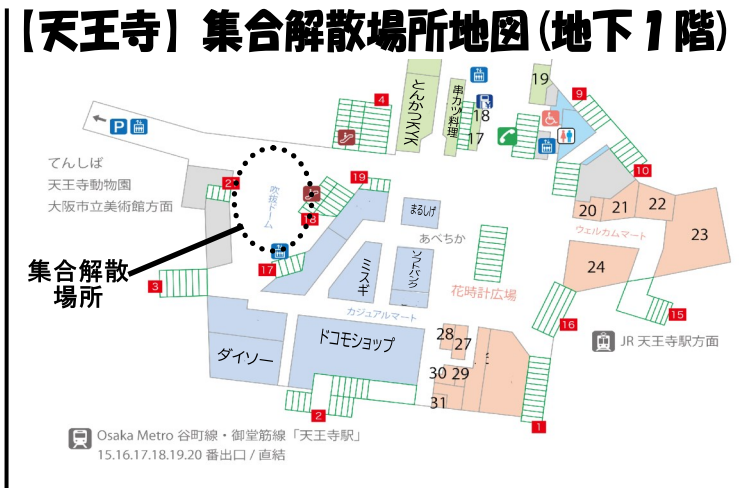 【天王寺】集合解散場所地図(地下1階)
P
4
とんかつKYK
串カツ料理
18
17
19
9
10
てんしば
天王寺動物園
大阪市立美術館方面
吹抜ドーム
19
18
17
まるしげ
あべちか
ミスギ
ソフトバンク
花時計広場
20
21
22
23
24
ウェルカムマート
集合解散
場所
3
カジュアルマート
ダイソー
ドコモショップ
28
27
30
29
31
16
15
JR 天王寺駅方面
2
1
Osaka Metro 谷町線・御堂筋線「天王寺駅」
15.16.17.18.19.20 番出口 / 直結